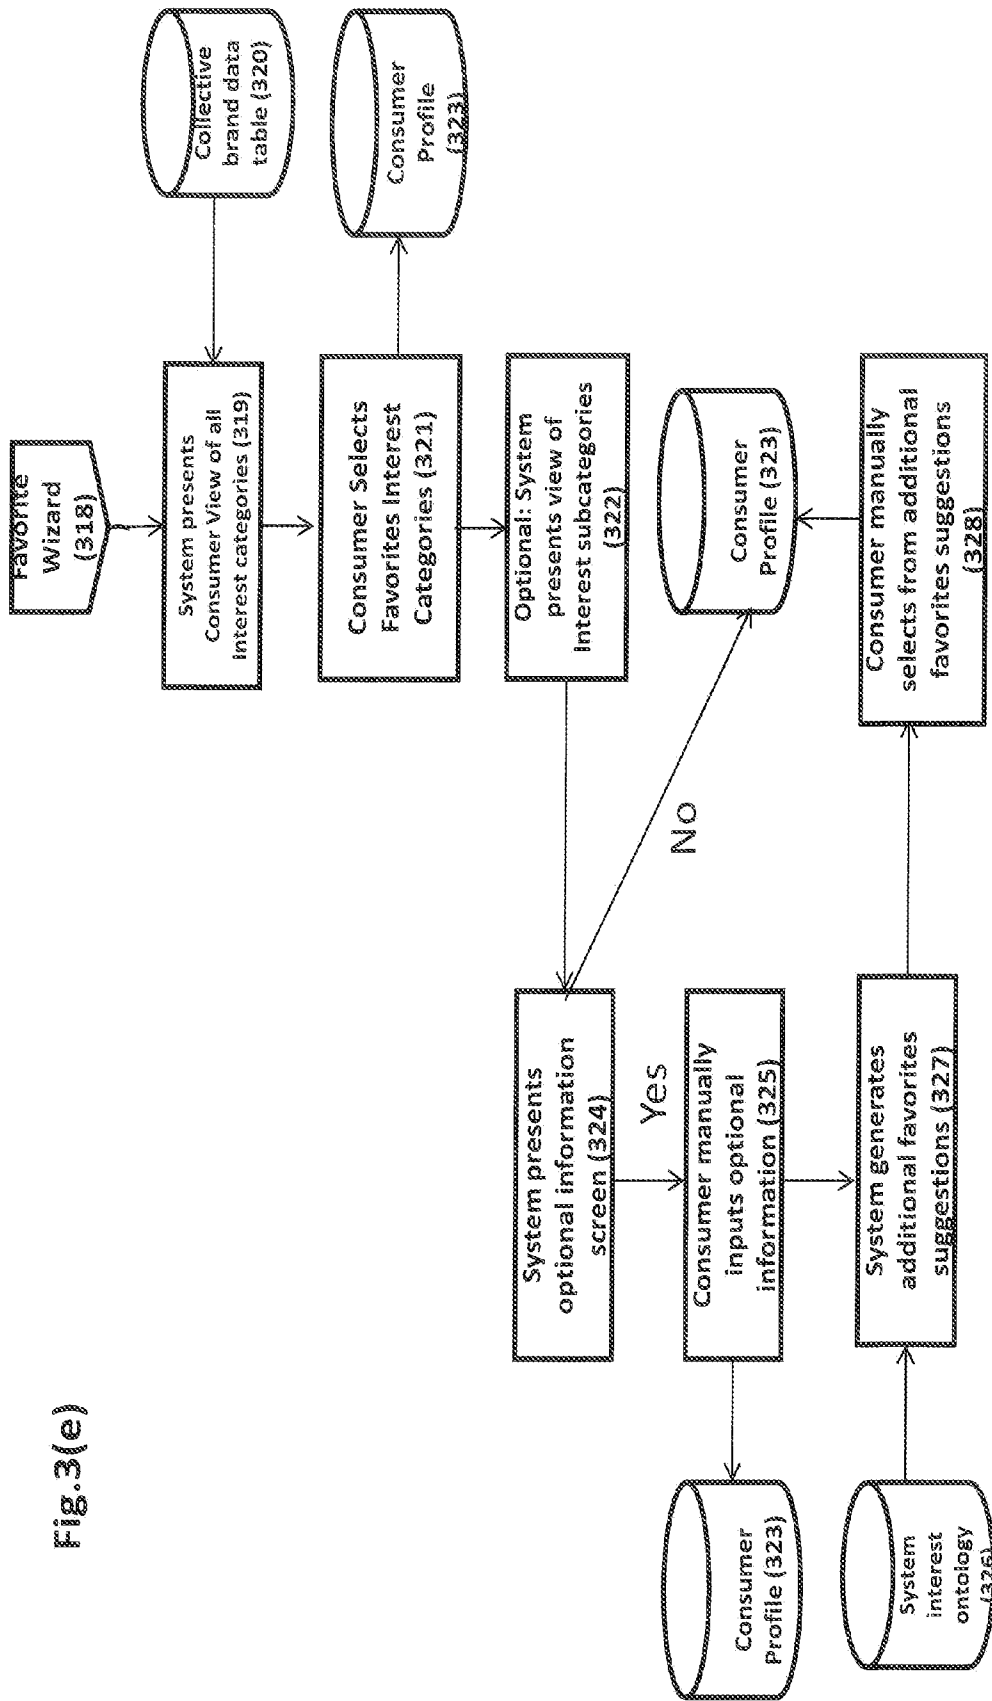 Fig.3(e)
Favorite
Wizard
(318)
System presents
Consumer View of all
interest categories (319)
Collective
brand data
table (320)
Consumer Selects
Favorites Interest
Categories (321)
Consumer
Profile
(323)
Optional: System
presents view of
Interest subcategories
(322)
System presents
optional information
screen (324)
No
Yes
Consumer
Profile (323)
Consumer manually
inputs optional
information (325)
Consumer
Profile (323)
System
interest
ontology
(326)
System generates
additional favorites
suggestions (327)
Consumer manually
selects from additional
favorites suggestions
(328)